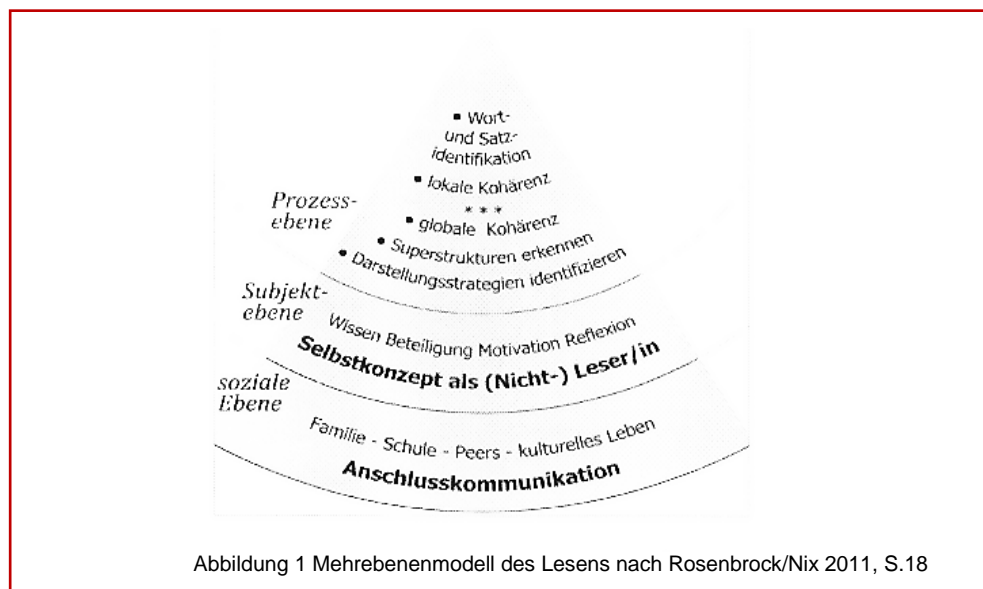 • Wort-
und Satz-
identifikation
• lokale Kohärenz
* * *
• globale Kohärenz
• Superstrukturen erkennen
• Darstellungsstrategien identifizieren
Prozess-
ebene
Subjekt-
ebene
Wissen Beteiligung Motivation Reflexion
Selbstkonzept als (Nicht-) Leser/in
soziale
Ebene
Familie - Schule - Peers - kulturelles Leben
Anschlusskommunikation
Abbildung 1 Mehrebenenmodell des Lesens nach Rosenbrock/Nix 2011, S.18